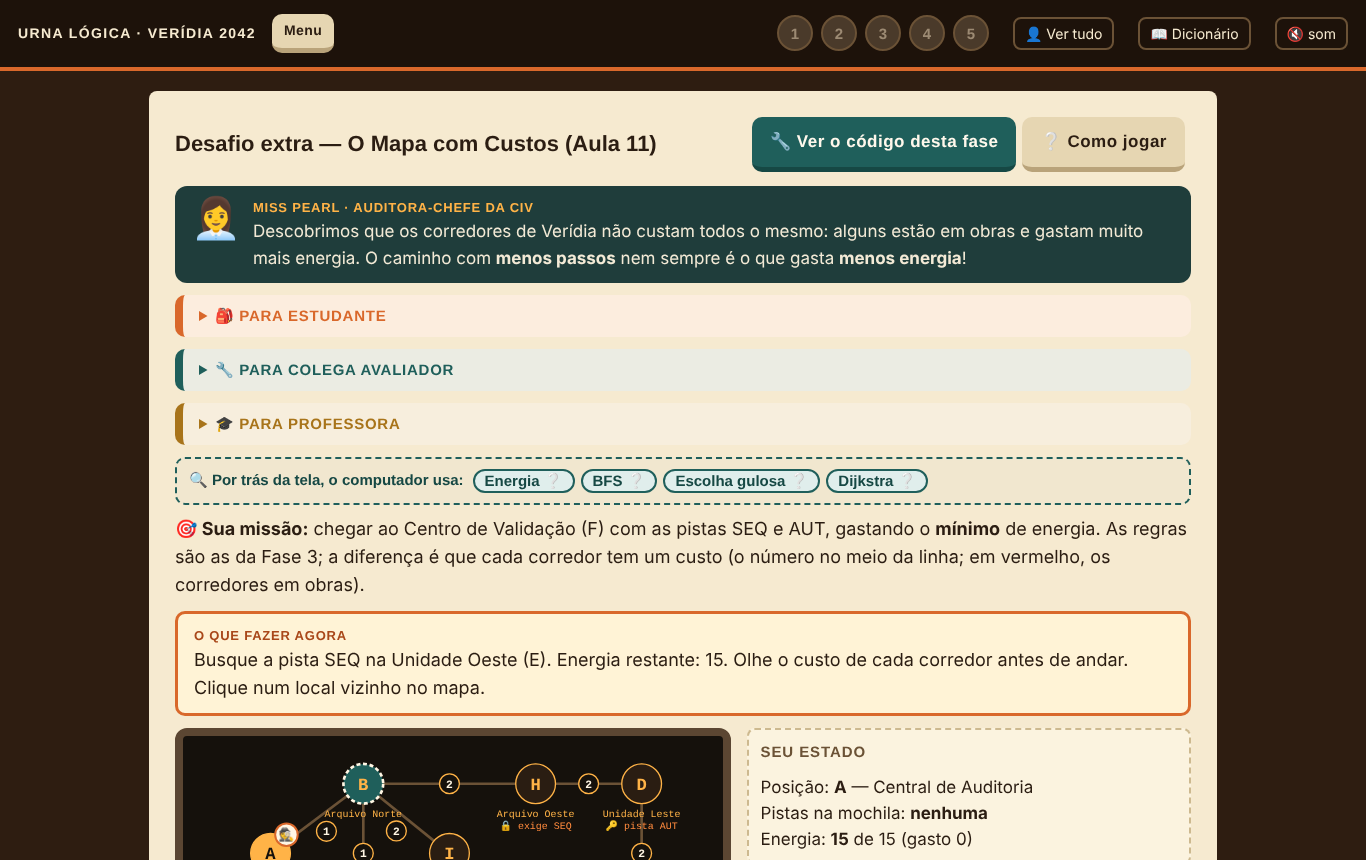 URNA LÓGICA · VERÍDIA 2042
Menu
1 2 3 4 5
Ver tudo
Dicionário
som
Desafio extra — O Mapa com Custos (Aula 11)
Ver o código desta fase
Como jogar
MISS PEARL · AUDITORA-CHEFE DA CIV
Descobrimos que os corredores de Verídia não custam todos o mesmo: alguns estão em obras e gastam muito
mais energia. O caminho com menos passos nem sempre é o que gasta menos energia!
PARA ESTUDANTE
PARA COLEGA AVALIADOR
PARA PROFESSORA
Por trás da tela, o computador usa: Energia ❔ BFS ❔ Escolha gulosa ❔ Dijkstra ❔
Sua missão: chegar ao Centro de Validação (F) com as pistas SEQ e AUT, gastando o mínimo de energia. As regras
são as da Fase 3; a diferença é que cada corredor tem um custo (o número no meio da linha; em vermelho, os
corredores em obras).
O QUE FAZER AGORA
Busque a pista SEQ na Unidade Oeste (E). Energia restante: 15. Olhe o custo de cada corredor antes de andar.
Clique num local vizinho no mapa.
B 2 H 2 D
Arquivo Norte
Arquivo Oeste
exige SEQ
Unidade Leste
pista AUT
1 2
A 1 I 2
SEU ESTADO
Posição: A — Central de Auditoria
Pistas na mochila: nenhuma
Energia: 15 de 15 (gasto 0)